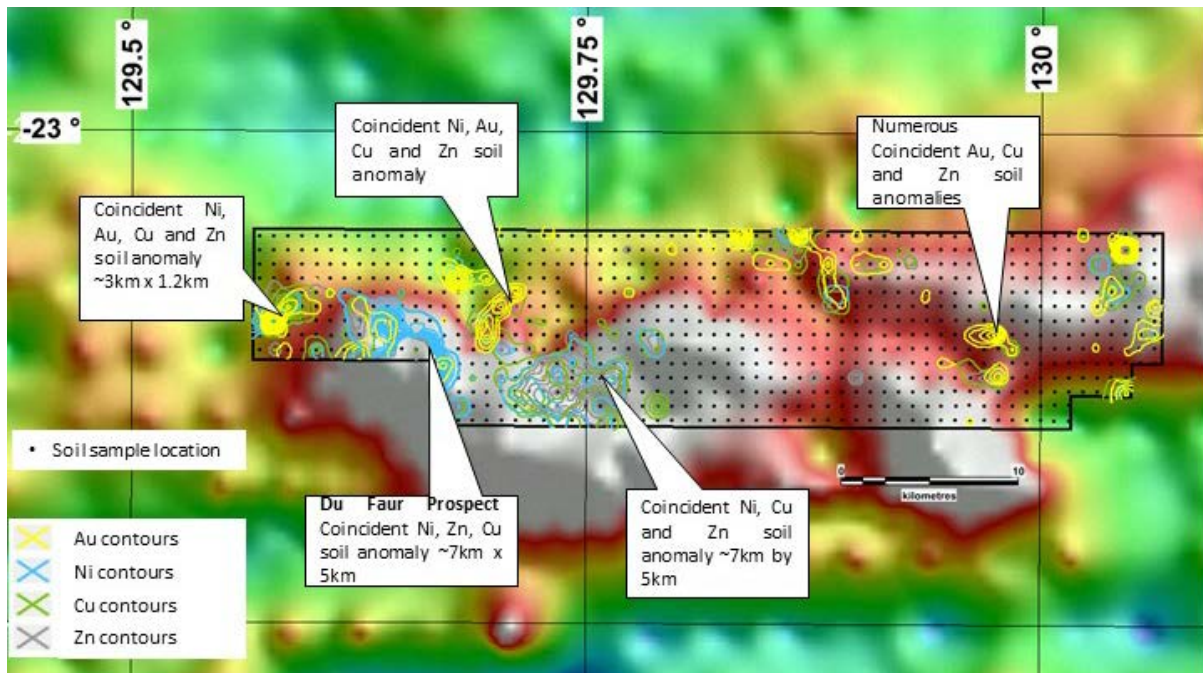 129.5 °
129.75 °
130 °
-23 °
Coincident Ni, Au,
Cu and Zn soil
anomaly
Numerous
Coincident Au, Cu
and Zn soil
anomalies
Coincident Ni,
Au, Cu and Zn
soil anomaly
~3km x 1.2km
• Soil sample location
0 10
kilometres
Du Faur Prospect
Coincident Ni, Zn, Cu
soil anomaly ~7km x
5km
Coincident Ni, Cu
and Zn soil
anomaly ~7km by
5km
Au contours
Ni contours
Cu contours
Zn contours